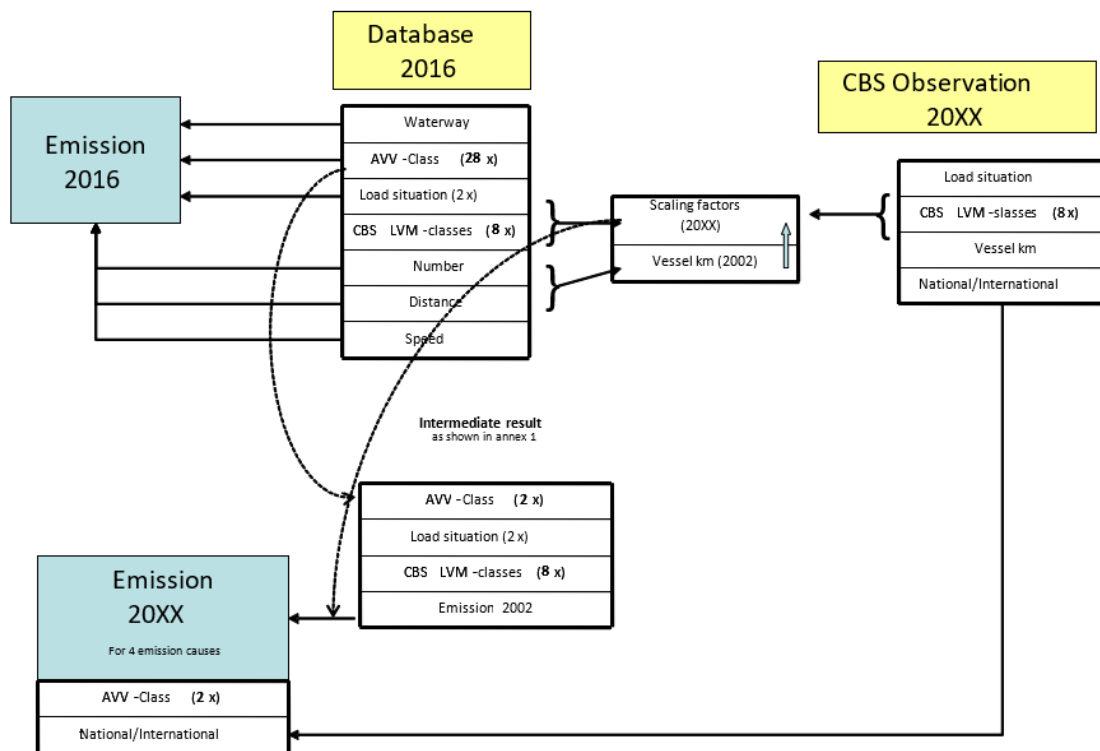 Database
2016
CBS Observation
20XX
Emission
2016
Waterway
AVV -Class (28 x)
Load situation (2 x)
CBS LVM -classes (8 x)
Number
Distance
Speed
Scaling factors
(20XX)
Vessel km (2002)
Load situation
CBS LVM -slasses (8x)
Vessel km
National/International
Intermediate result
as shown in annex 1
AVV -Class (2 x)
Load situation (2 x)
CBS LVM -classes (8 x)
Emission 2002
Emission
20XX
For 4 emission causes
AVV -Class (2 x)
National/International